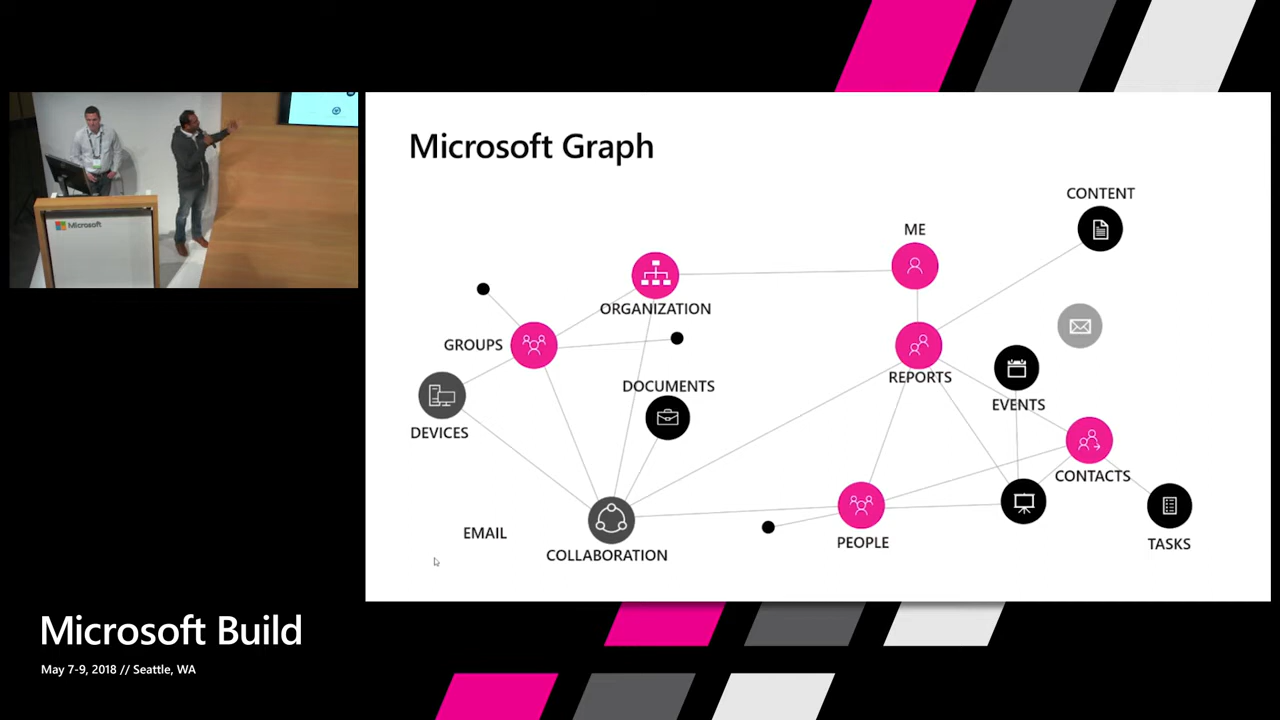 Microsoft Graph
CONTENT
ME
ORGANIZATION
GROUPS
DOCUMENTS
REPORTS
EVENTS
DEVICES
CONTACTS
EMAIL
COLLABORATION
PEOPLE
TASKS
Microsoft
Microsoft Build
May 7-9, 2018 // Seattle, WA